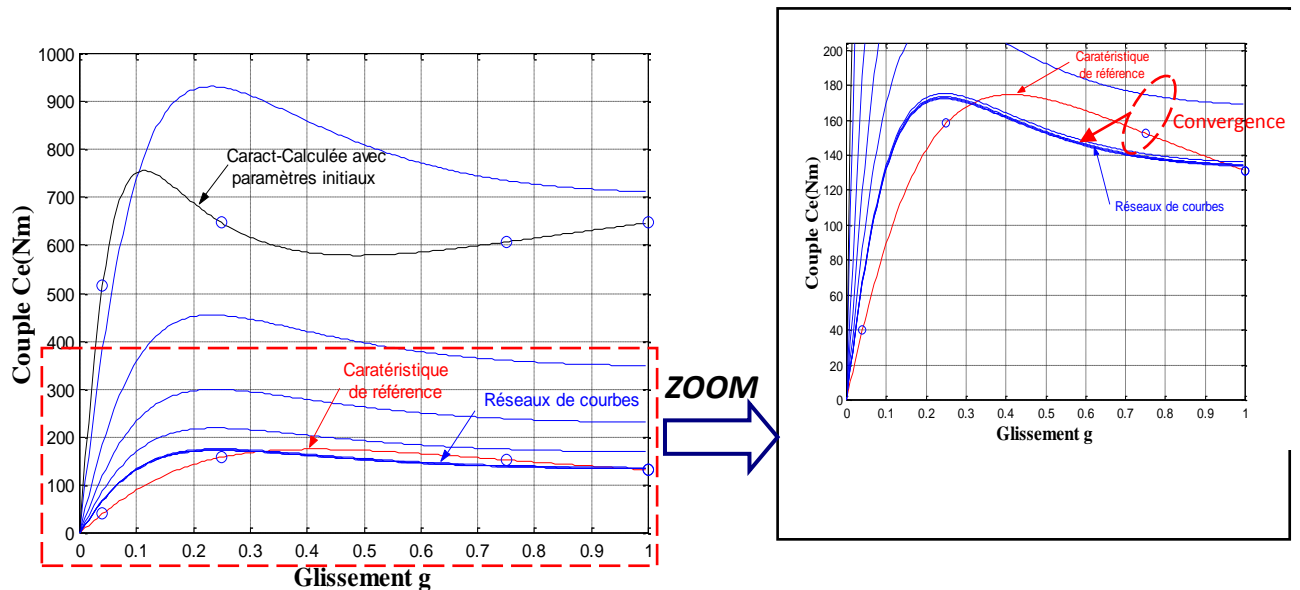 1000
900
800
700
600
500
400
300
200
100
0
Couple Ce(Nm)
Caract-Calculée avec
paramètres initiaux
Caratéristique
de référence
Réseaux de courbes
0 0.1 0.2 0.3 0.4 0.5 0.6 0.7 0.8 0.9 1
Glissement g
ZOOM
200
180
160
140
120
100
80
60
40
20
0
Couple Ce(Nm)
Caratéristique
de référence
Convergence
Réseaux de courbes
0 0.1 0.2 0.3 0.4 0.5 0.6 0.7 0.8 0.9 1
Glissement g